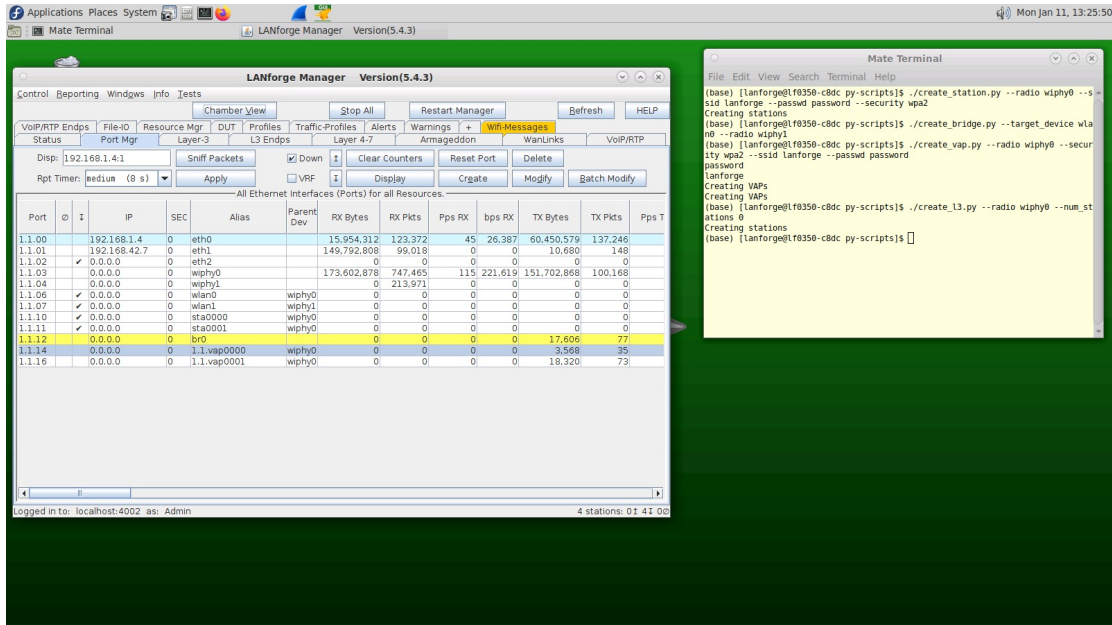 Applications Places System
Mon Jan 11, 13:25:50
Mate Terminal
LANforge Manager Version(5.4.3)
LANforge Manager Version(5.4.3)
Control Reporting Windows Info Tests
Chamber View Stop All Restart Manager Refresh HELP
VoIP/RTP Endps File-IO Resource Mgr DUT Profiles Traffic-Profiles Alerts Warnings + Wifi-Messages
Status Port Mgr Layer-3 L3 Endps Layer 4-7 Armageddon WanLinks VoIP/RTP
Disp: 192.168.1.4:1 Sniff Packets Down Clear Counters Reset Port Delete
Rpt Timer: medium (8 s) Apply VRF Display Create Modify Batch Modify
All Ethernet Interfaces (Ports) for all Resources.
Port IP SEC Alias Parent Dev RX Bytes RX Pkts Pps RX bps RX TX Bytes TX Pkts Pps T
1.1.00 192.168.1.4 0 eth0 15,954,312 123,372 45 26,387 60,450,579 137,246
1.1.01 192.168.42.7 0 eth1 149,792,808 99,018 0 0 10,680 148
1.1.02 ✔ 0.0.0.0 0 eth2 0 0 0 0 0 0
1.1.03 0.0.0.0 0 wiphy0 173,602,878 747,465 115 221,619 151,702,868 100,168
1.1.04 0.0.0.0 0 wiphy1 0 213,971 0 0 0 0
1.1.06 ✔ 0.0.0.0 0 wlan0 wiphy0 0 0 0 0 0 0
1.1.07 ✔ 0.0.0.0 0 wlan1 wiphy1 0 0 0 0 0 0
1.1.10 ✔ 0.0.0.0 0 sta0000 wiphy0 0 0 0 0 0 0
1.1.11 ✔ 0.0.0.0 0 sta0001 wiphy0 0 0 0 0 0 0
1.1.12 0.0.0.0 0 br0 0 0 0 0 17,606 77
1.1.14 0.0.0.0 0 1.1.vap0000 wiphy0 0 0 0 0 3,568 35
1.1.16 0.0.0.0 0 1.1.vap0001 wiphy0 0 0 0 0 18,320 73
Logged in to: localhost:4002 as: Admin
4 stations: 0↥ 4↧ 0∅
Mate Terminal
File Edit View Search Terminal Help
(base) [lanforge@lf0350-c8dc py-scripts]$ ./create_station.py --radio wiphy0 --s
sid lanforge --passwd password --security wpa2
Creating stations
(base) [lanforge@lf0350-c8dc py-scripts]$ ./create_bridge.py --target_device wla
n0 --radio wiphy1
(base) [lanforge@lf0350-c8dc py-scripts]$ ./create_vap.py --radio wiphy0 --secur
ity wpa2 --ssid lanforge --passwd password
password
lanforge
Creating VAPs
Creating VAPs
(base) [lanforge@lf0350-c8dc py-scripts]$ ./create_l3.py --radio wiphy0 --num_st
ations 0
Creating stations
(base) [lanforge@lf0350-c8dc py-scripts]$